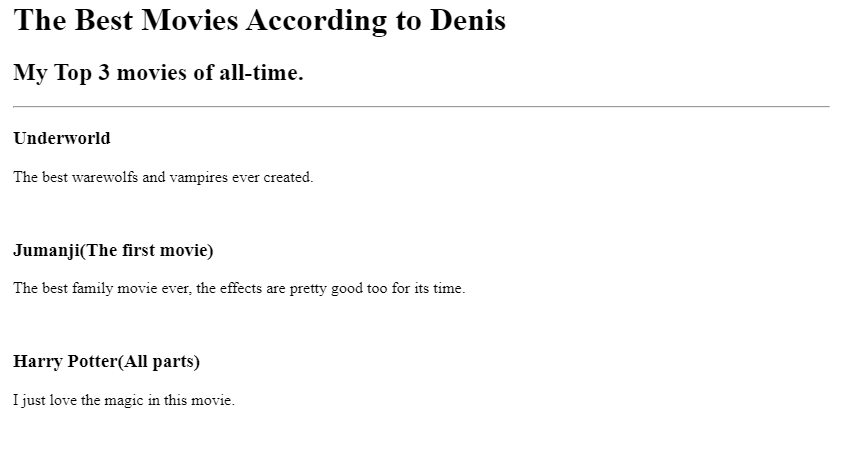 The Best Movies According to Denis
My Top 3 movies of all-time.
Underworld
The best warewolfs and vampires ever created.
Jumanji(The first movie)
The best family movie ever, the effects are pretty good too for its time.
Harry Potter(All parts)
I just love the magic in this movie.